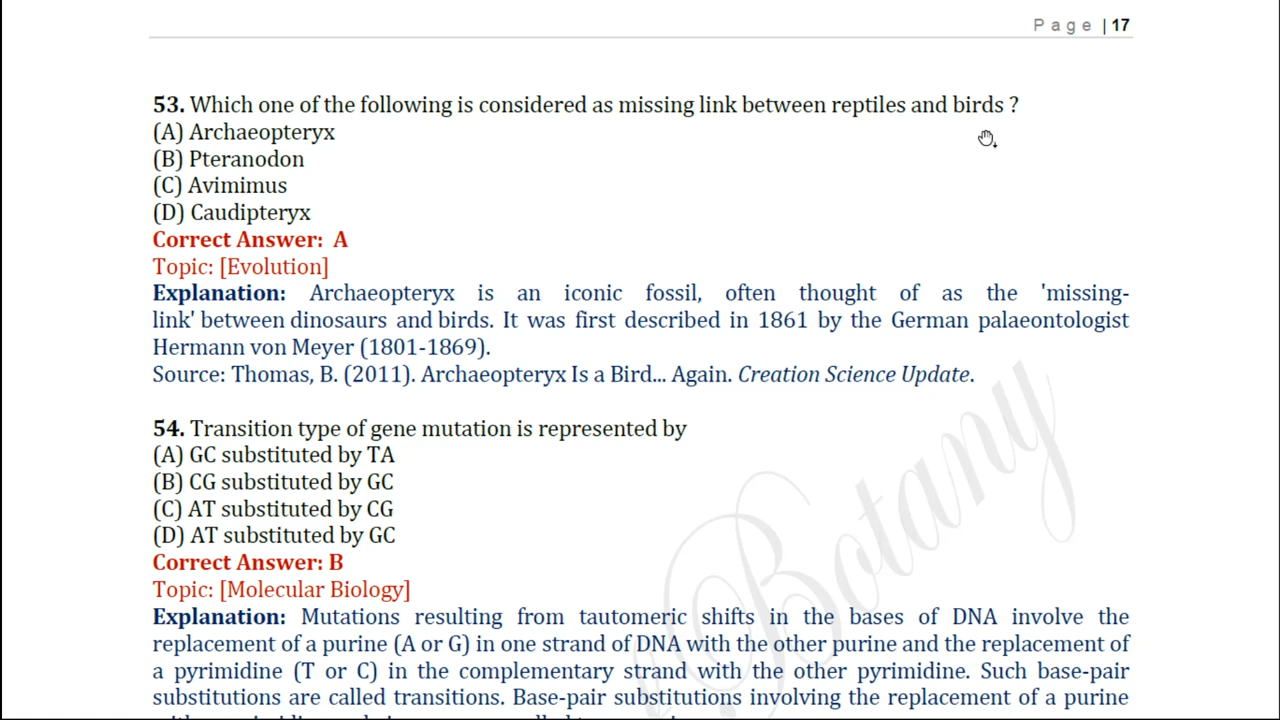 Page | 17
53. Which one of the following is considered as missing link between reptiles and birds ?
(A) Archaeopteryx
(B) Pteranodon
(C) Avimimus
(D) Caudipteryx
Correct Answer: A
Topic: [Evolution]
Explanation: Archaeopteryx is an iconic fossil, often thought of as the 'missing-
link' between dinosaurs and birds. It was first described in 1861 by the German palaeontologist
Hermann von Meyer (1801-1869).
Source: Thomas, B. (2011). Archaeopteryx Is a Bird... Again. Creation Science Update.
54. Transition type of gene mutation is represented by
(A) GC substituted by TA
(B) CG substituted by GC
(C) AT substituted by CG
(D) AT substituted by GC
Correct Answer: B
Topic: [Molecular Biology]
Explanation: Mutations resulting from tautomeric shifts in the bases of DNA involve the
replacement of a purine (A or G) in one strand of DNA with the other purine and the replacement of
a pyrimidine (T or C) in the complementary strand with the other pyrimidine. Such base-pair
substitutions are called transitions. Base-pair substitutions involving the replacement of a purine
Botany